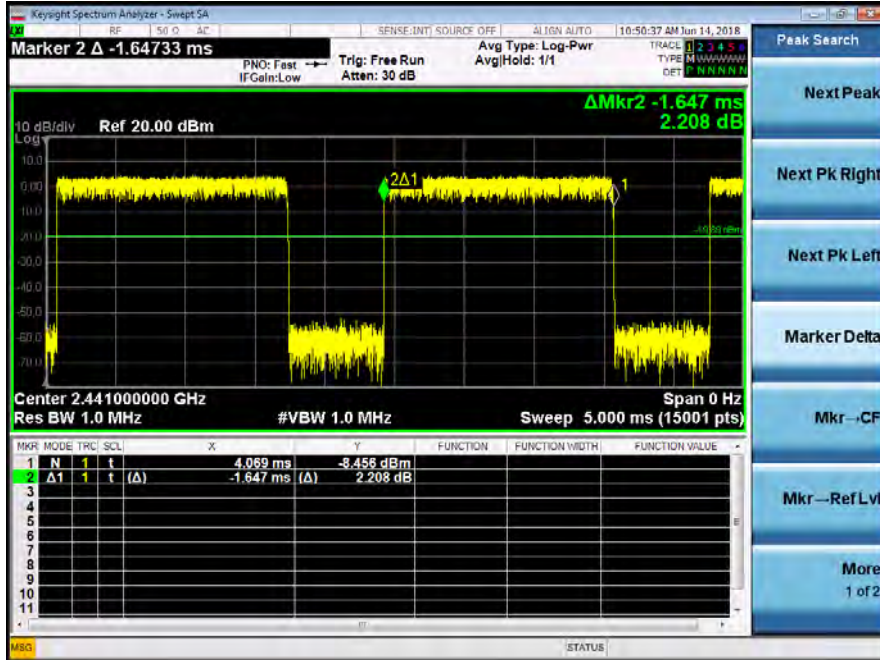 Keysight Spectrum Analyzer - Swept SA
LXI RF 50 Ω AC SENSE:INT SOURCE OFF ALIGN AUTO 10:50:37 AM Jun 14, 2018
Marker 2 Δ -1.64733 ms
PNO: Fast
IFGain:Low
Trig: Free Run
Atten: 30 dB
Avg Type: Log-Pwr
Avg|Hold: 1/1
TRACE 1 2 3 4 5 6
TYPE M WWWWW
DET P N N N N N
ΔMkr2 -1.647 ms
2.208 dB
10 dB/div Ref 20.00 dBm
Log
10.0
0.00
-10.0
-20.0
-30.0
-40.0
-50.0
-60.0
-70.0
2Δ1
1
Center 2.441000000 GHz Span 0 Hz
Res BW 1.0 MHz #VBW 1.0 MHz Sweep 5.000 ms (15001 pts)
MKR MODE TRC SCL X Y FUNCTION FUNCTION WIDTH FUNCTION VALUE
1 N 1 t 4.069 ms -8.456 dBm
2 Δ1 1 t (Δ) -1.647 ms (Δ) 2.208 dB
3
4
5
6
7
8
9
10
11
MSG STATUS
Peak Search
Next Peak
Next Pk Right
Next Pk Left
Marker Delta
Mkr→CF
Mkr→Ref Lvl
More
1 of 2